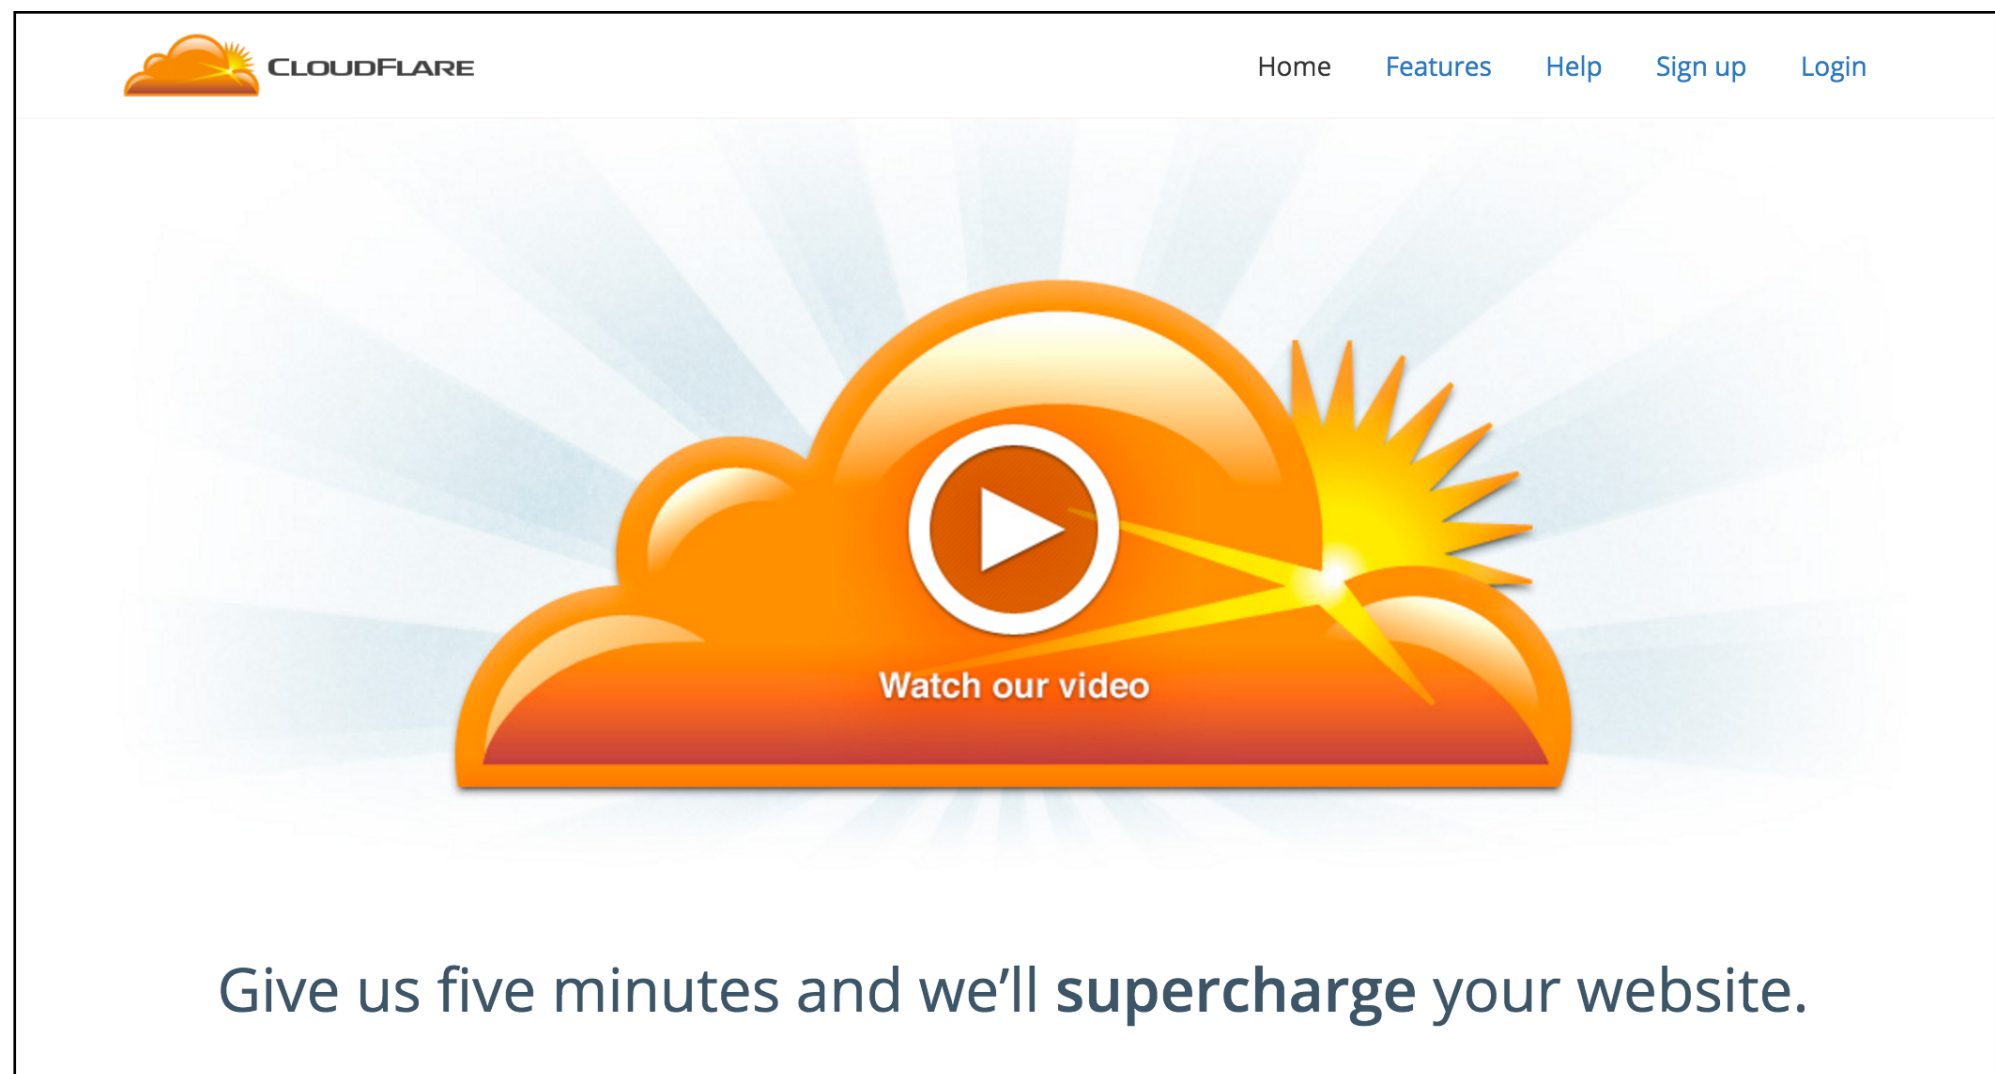 CLOUDFLARE
Home Features Help Sign up Login
Watch our video
Give us five minutes and we’ll supercharge your website.